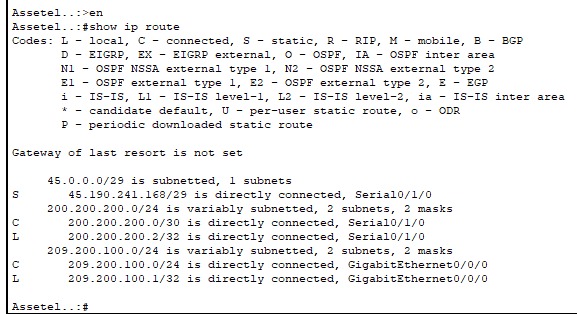 Assetel..:>en
Assetel..:#show ip route
Codes: L - local, C - connected, S - static, R - RIP, M - mobile, B - BGP
D - EIGRP, EX - EIGRP external, O - OSPF, IA - OSPF inter area
N1 - OSPF NSSA external type 1, N2 - OSPF NSSA external type 2
E1 - OSPF external type 1, E2 - OSPF external type 2, E - EGP
i - IS-IS, L1 - IS-IS level-1, L2 - IS-IS level-2, ia - IS-IS inter area
* - candidate default, U - per-user static route, o - ODR
P - periodic downloaded static route
Gateway of last resort is not set
45.0.0.0/29 is subnetted, 1 subnets
S 45.190.241.168/29 is directly connected, Serial0/1/0
200.200.200.0/24 is variably subnetted, 2 subnets, 2 masks
C 200.200.200.0/30 is directly connected, Serial0/1/0
L 200.200.200.2/32 is directly connected, Serial0/1/0
209.200.100.0/24 is variably subnetted, 2 subnets, 2 masks
C 209.200.100.0/24 is directly connected, GigabitEthernet0/0/0
L 209.200.100.1/32 is directly connected, GigabitEthernet0/0/0
Assetel..:#